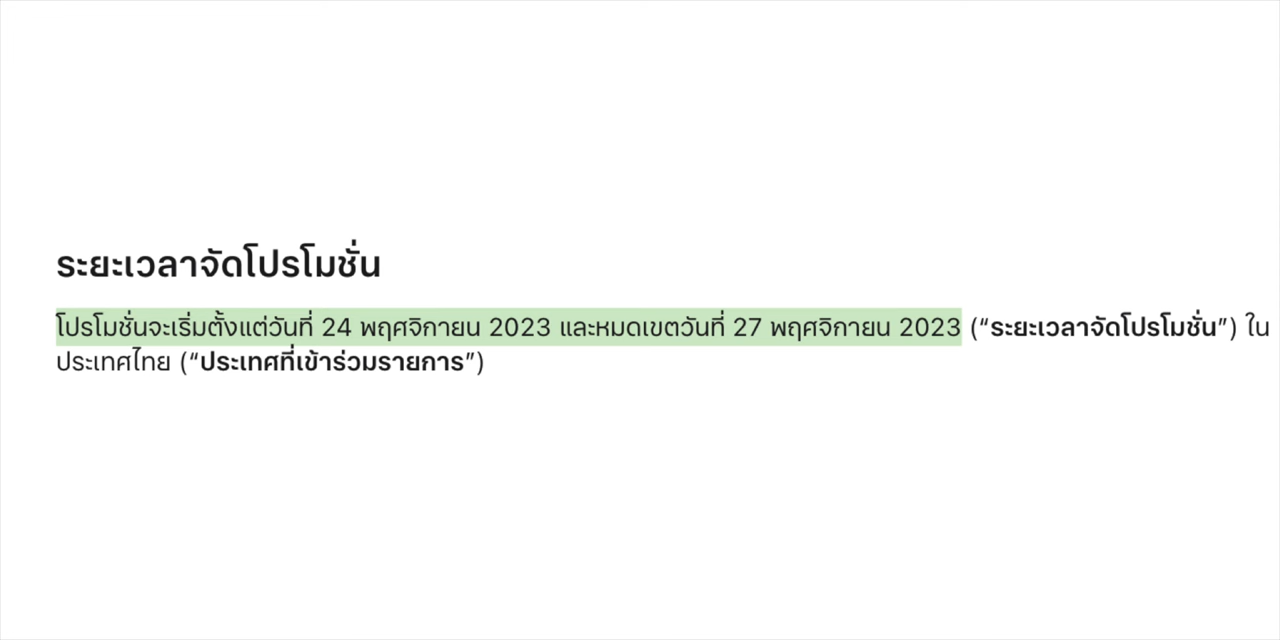 ระยะเวลาจัดโปรโมชั่น
โปรโมชั่นจะเริ่มตั้งแต่วันที่ 24 พฤศจิกายน 2023 และหมดเขตวันที่ 27 พฤศจิกายน 2023 (“ระยะเวลาจัดโปรโมชั่น”) ใน
ประเทศไทย (“ประเทศที่เข้าร่วมรายการ”)